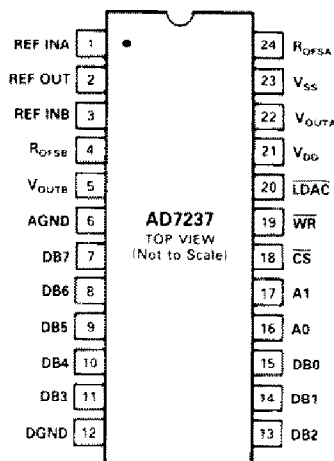 REF INA 1
REF OUT 2
REF INB 3
ROFSB 4
VOUTB 5
AGND 6
DB7 7
DB6 8
DB5 9
DB4 10
DB3 11
DGND 12
AD7237
TOP VIEW
(Not to Scale)
24 ROFSA
23 VSS
22 VOUTA
21 VDD
20 LDAC
19 WR
18 CS
17 A1
16 A0
15 DB0
14 DB1
13 DB2